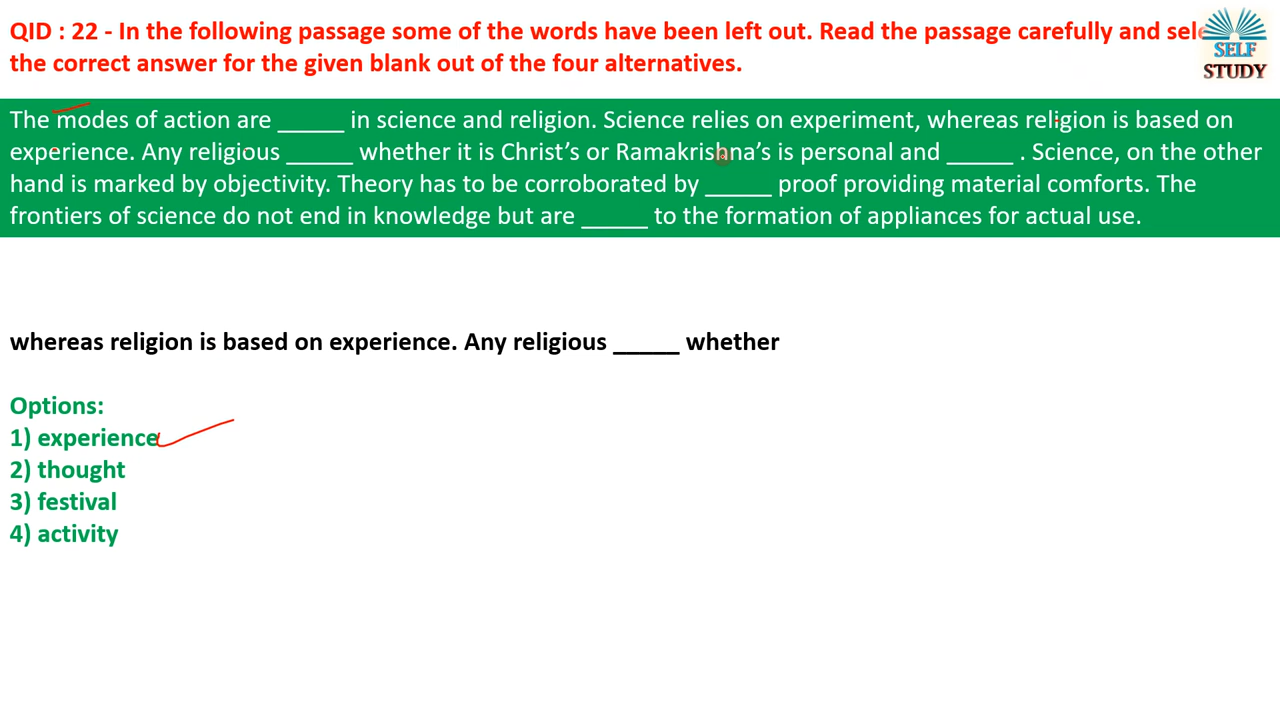 QID : 22 - In the following passage some of the words have been left out. Read the passage carefully and sele
the correct answer for the given blank out of the four alternatives.
SELF
STUDY
The modes of action are _____ in science and religion. Science relies on experiment, whereas religion is based on
experience. Any religious _____ whether it is Christ's or Ramakrishna's is personal and _____ . Science, on the other
hand is marked by objectivity. Theory has to be corroborated by _____ proof providing material comforts. The
frontiers of science do not end in knowledge but are _____ to the formation of appliances for actual use.
whereas religion is based on experience. Any religious _____ whether
Options:
1) experience
2) thought
3) festival
4) activity